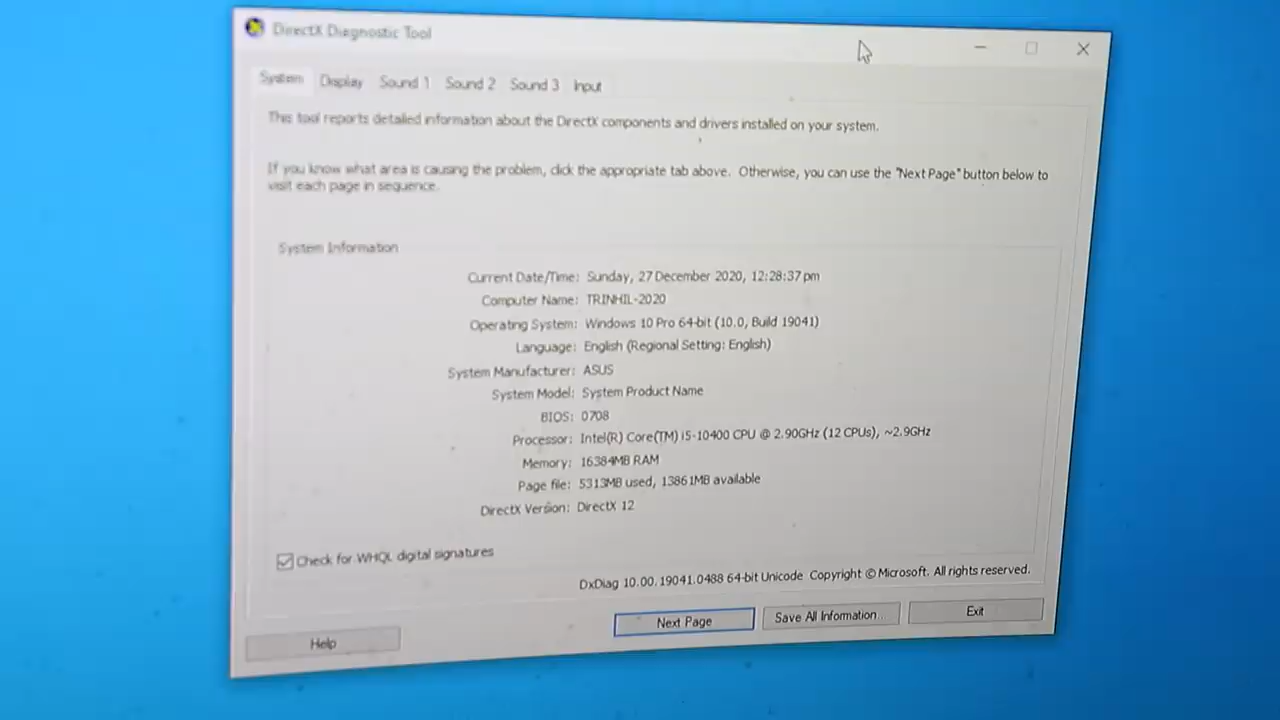 DirectX Diagnostic Tool
System Display Sound 1 Sound 2 Sound 3 Input
This tool reports detailed information about the DirectX components and drivers installed on your system.
If you know what area is causing the problem, click the appropriate tab above. Otherwise, you can use the "Next Page" button below to
visit each page in sequence.
System Information
Current Date/Time: Sunday, 27 December 2020, 12:28:37pm
Computer Name: TRINHIL-2020
Operating System: Windows 10 Pro 64-bit (10.0, Build 19041)
Language: English (Regional Setting: English)
System Manufacturer: ASUS
System Model: System Product Name
BIOS: 0708
Processor: Intel(R) Core(TM) i5-10400 CPU @ 2.90GHz (12 CPUs), ~2.9GHz
Memory: 16384MB RAM
Page file: 5313MB used, 13861MB available
DirectX Version: DirectX 12
Check for WHQL digital signatures
DxDiag 10.00.19041.0488 64-bit Unicode Copyright © Microsoft. All rights reserved.
Help Next Page Save All Information... Exit